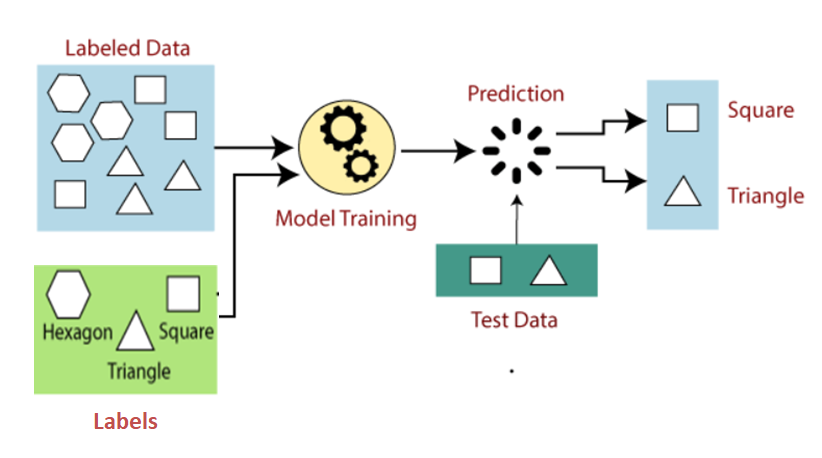 Labeled Data
Prediction
Square
Triangle
Model Training
Test Data
Hexagon
Square
Triangle
Labels